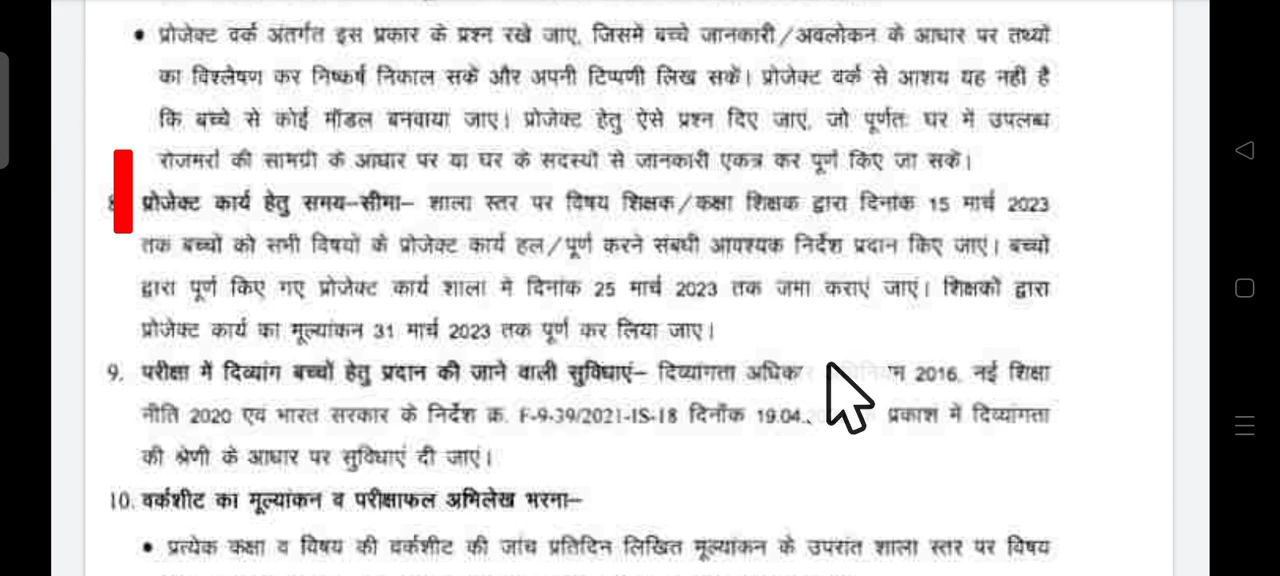 • प्रोजेक्ट वर्क अंतर्गत इस प्रकार के प्रश्न रखे जाए, जिसमें बच्चे जानकारी/अवलोकन के आधार पर तथ्यों
का विश्लेषण कर निष्कर्ष निकाल सकें और अपनी टिप्पणी लिख सकें। प्रोजेक्ट वर्क से आशय यह नहीं है
कि बच्चे से कोई मॉडल बनवाया जाए। प्रोजेक्ट हेतु ऐसे प्रश्न दिए जाएं, जो पूर्णतः घर में उपलब्ध
रोजमर्रा की सामग्री के आधार पर या घर के सदस्यों से जानकारी एकत्र कर पूर्ण किए जा सकें।
प्रोजेक्ट कार्य हेतु समय–सीमा– शाला स्तर पर विषय शिक्षक/कक्षा शिक्षक द्वारा दिनांक 15 मार्च 2023
तक बच्चों को सभी विषयों के प्रोजेक्ट कार्य हल/पूर्ण करने संबंधी आवश्यक निर्देश प्रदान किए जाएं। बच्चों
द्वारा पूर्ण किए गए प्रोजेक्ट कार्य शाला में दिनांक 25 मार्च 2023 तक जमा कराएं जाएं। शिक्षकों द्वारा
प्रोजेक्ट कार्य का मूल्यांकन 31 मार्च 2023 तक पूर्ण कर लिया जाए।
9. परीक्षा में दिव्यांग बच्चों हेतु प्रदान की जाने वाली सुविधाएं– दिव्यांगता अधिकार 2016, नई शिक्षा
नीति 2020 एवं भारत सरकार के निर्देश क्र. F-9-39/2021-IS-18 दिनाँक 19.04. प्रकाश में दिव्यांगता
की श्रेणी के आधार पर सुविधाएं दी जाएं।
10. वर्कशीट का मूल्यांकन व परीक्षाफल अभिलेख भरना–
• प्रत्येक कक्षा व विषय की वर्कशीट की जांच प्रतिदिन लिखित मूल्यांकन के उपरांत शाला स्तर पर विषय